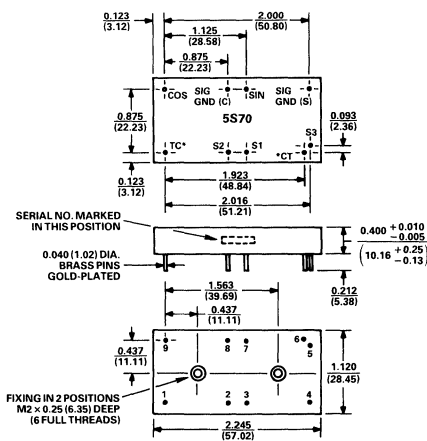 0.123
(3.12)
2.000
(50.80)
1.125
(28.58)
0.875
(22.23)
COS
SIG
GND (C)
SIN
SIG
GND (S)
5S70
0.875
(22.23)
0.093
(2.36)
S3
TC*
S2
S1
*CT
0.123
(3.12)
1.923
(48.84)
2.016
(51.21)
SERIAL NO. MARKED
IN THIS POSITION
0.400 +0.010
−0.005
(10.16 +0.25
−0.13)
0.040 (1.02) DIA.
BRASS PINS
GOLD-PLATED
0.212
(5.38)
1.563
(39.69)
0.437
(11.11)
0.437
(11.11)
9
8
7
6
5
1.120
(28.45)
FIXING IN 2 POSITIONS
M2 × 0.25 (6.35) DEEP
(6 FULL THREADS)
1
2
3
4
2.245
(57.02)